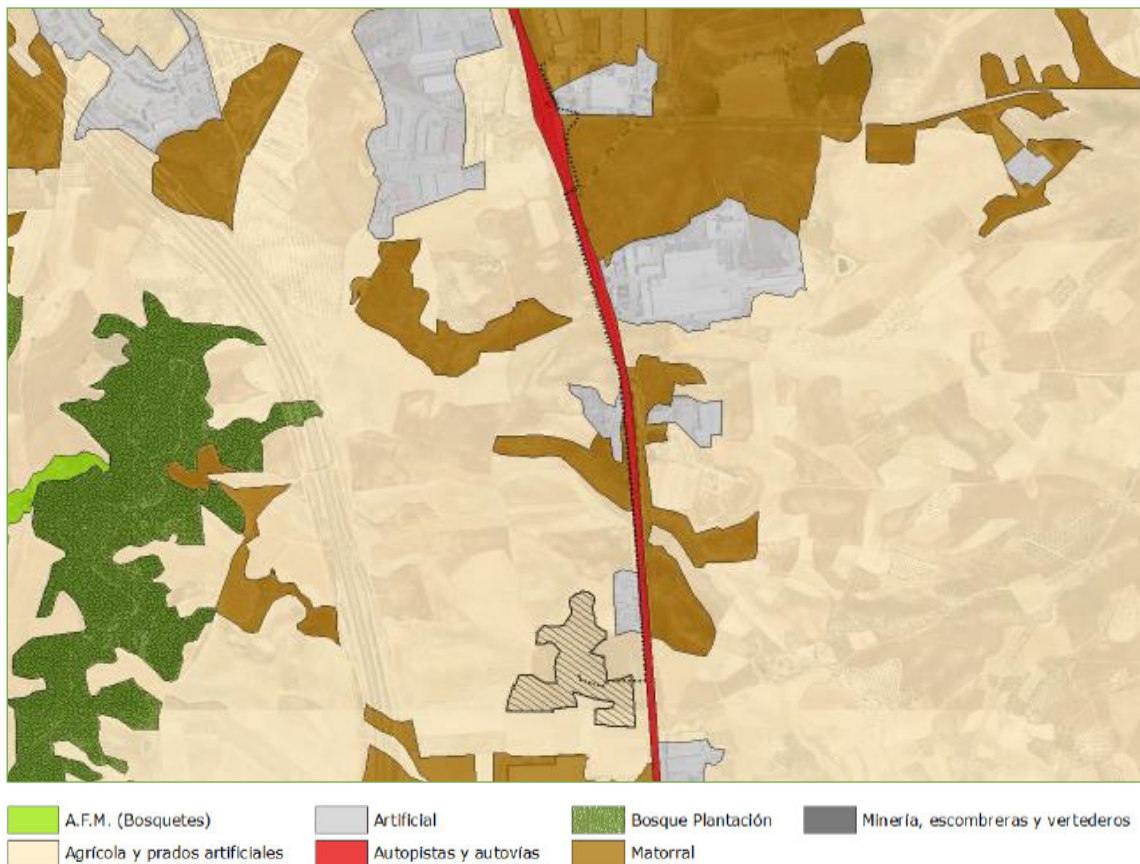 A.F.M. (Bosquetes) Artificial Bosque Plantación Minería, escombreras y vertederos
Agrícola y prados artificiales Autopistas y autovías Matorral